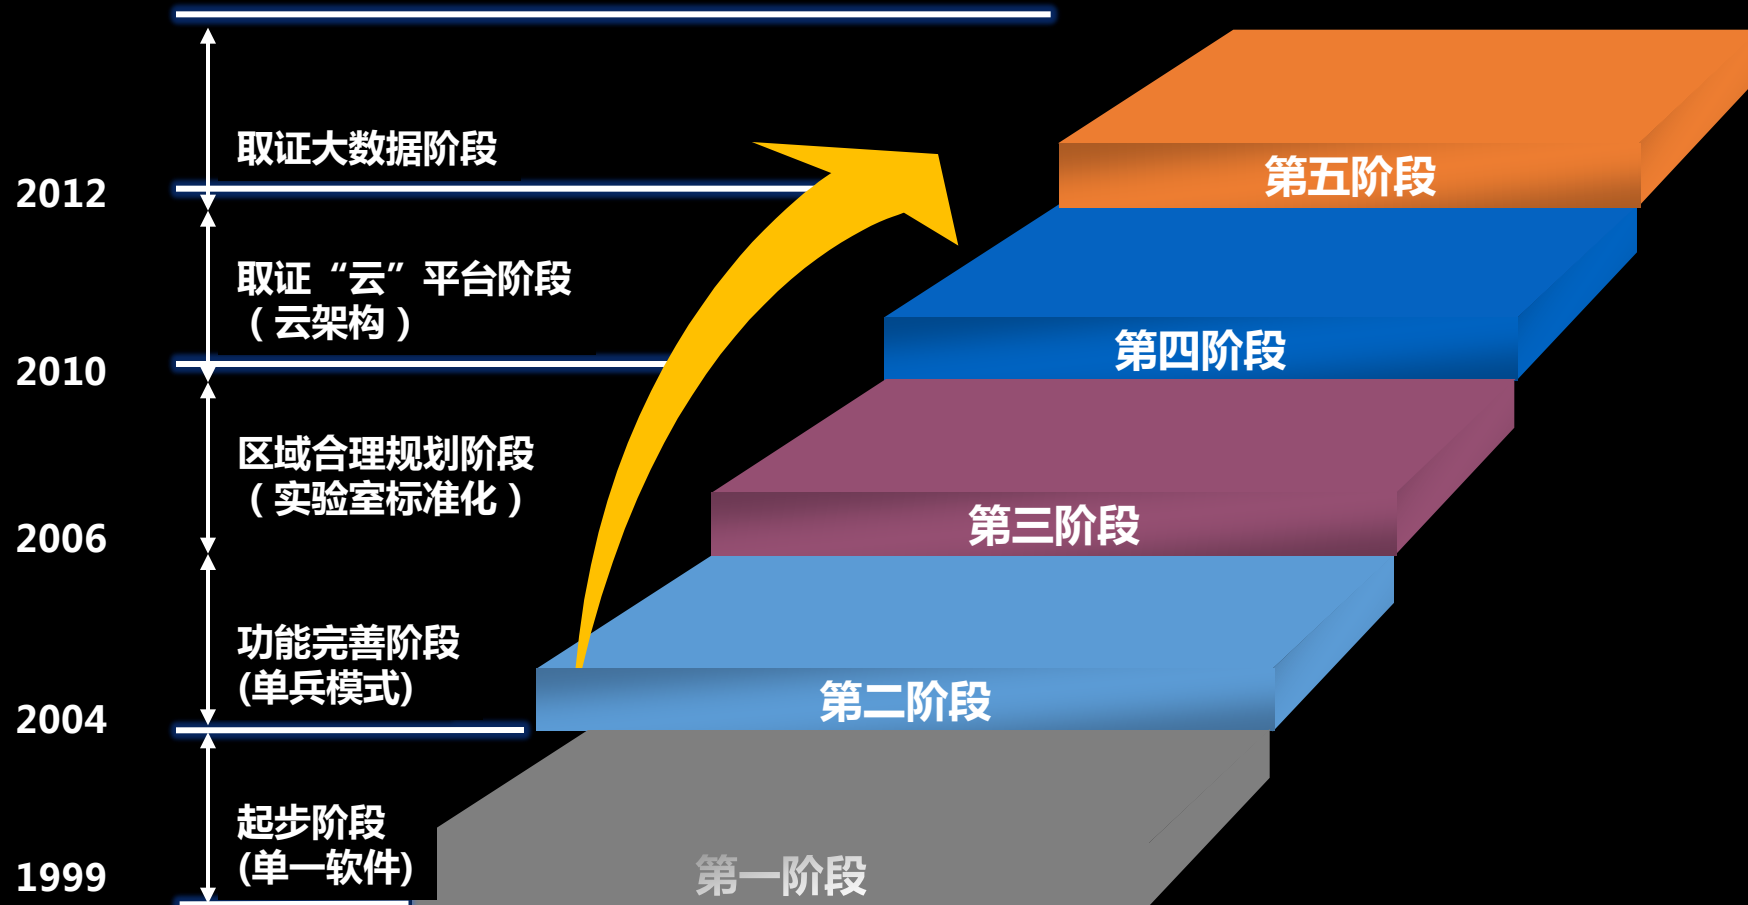 取证大数据阶段
第五阶段
2012
取证“云”平台阶段
（云架构）
第四阶段
2010
区域合理规划阶段
（实验室标准化）
第三阶段
2006
功能完善阶段
(单兵模式)
第二阶段
2004
起步阶段
(单一软件)
第一阶段
1999